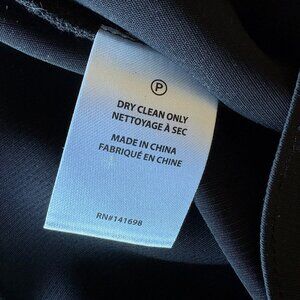 P
DRY CLEAN ONLY
NETTOYAGE À SEC
MADE IN CHINA
FABRIQUÉ EN CHINE
RN#141698